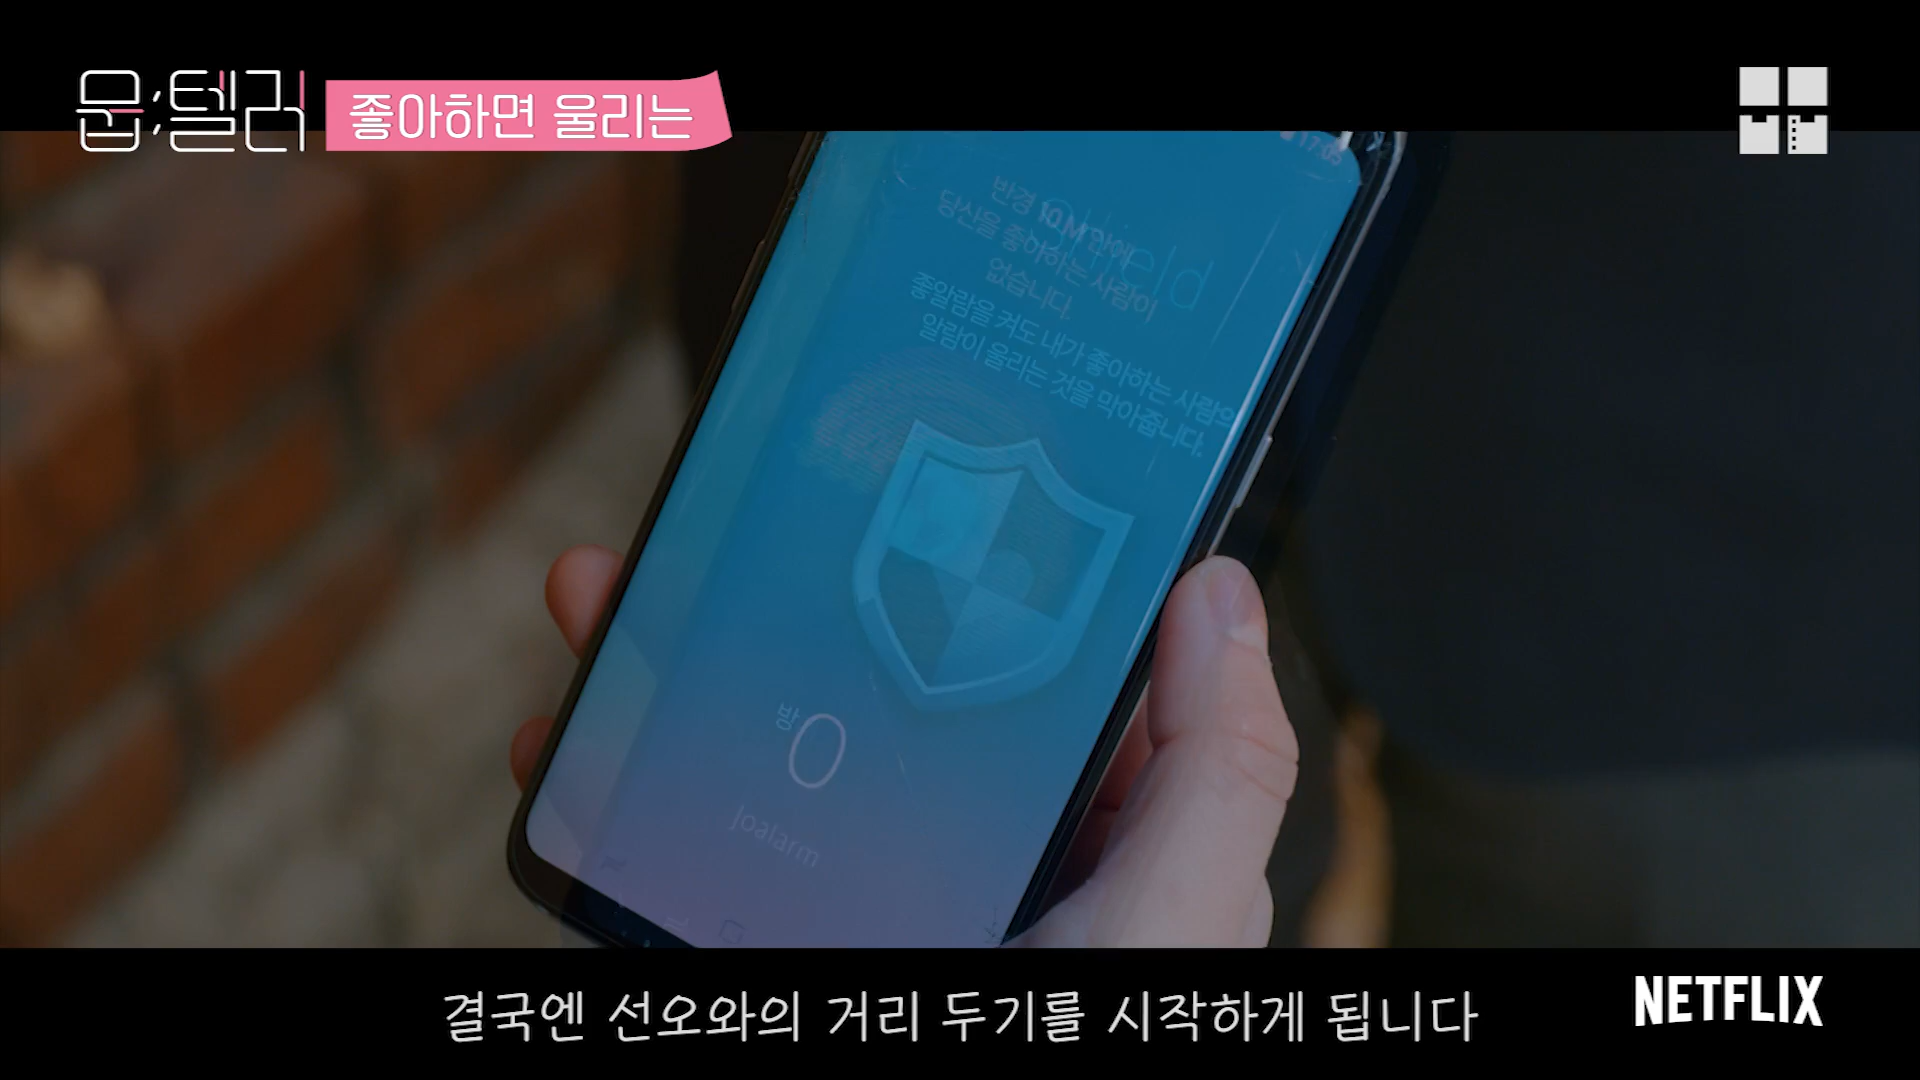 뭅;텔러
좋아하면 울리는
17:05
반경 10M 안에
당신을 좋아하는 사람이
없습니다.
Shield
좋알람을 켜도 내가 좋아하는 사람의
알람이 울리는 것을 막아줍니다.
방
0
joalarm
결국엔 선오와의 거리 두기를 시작하게 됩니다
NETFLIX